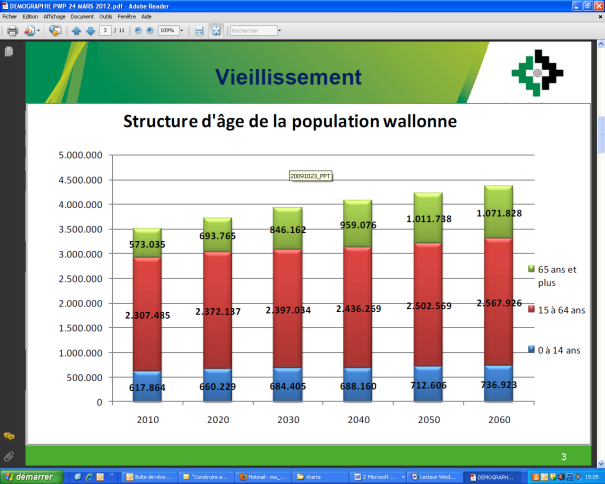 DEMOGRAPHIE PWP 24 MARS 2012.pdf - Adobe Reader
Fichier Edition Affichage Document Outils Fenêtre Aide
3 / 11 109% Rechercher
Vieillissement
Structure d'âge de la population wallonne
20091023_PPT
5.000.000
4.500.000
4.000.000
3.500.000
3.000.000
2.500.000
2.000.000
1.500.000
1.000.000
500.000
0
573.035 693.765 846.162 959.076 1.011.738 1.071.828
2.307.485 2.372.137 2.397.034 2.436.269 2.502.569 2.567.926
617.864 660.229 684.405 688.160 712.606 736.923
2010 2020 2030 2040 2050 2060
65 ans et
plus
15 à 64 ans
0 à 14 ans
3
démarrer Boîte de réce... "Construire a... Hotmail - ma_... charte 2 Microsoft ... Lecteur Wind... DEMOGRAPH... 15:05